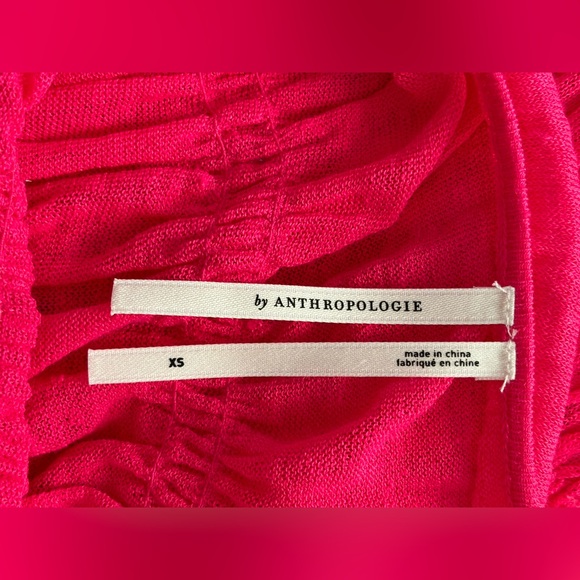 by ANTHROPOLOGIE
XS
made in china
fabriqué en chine